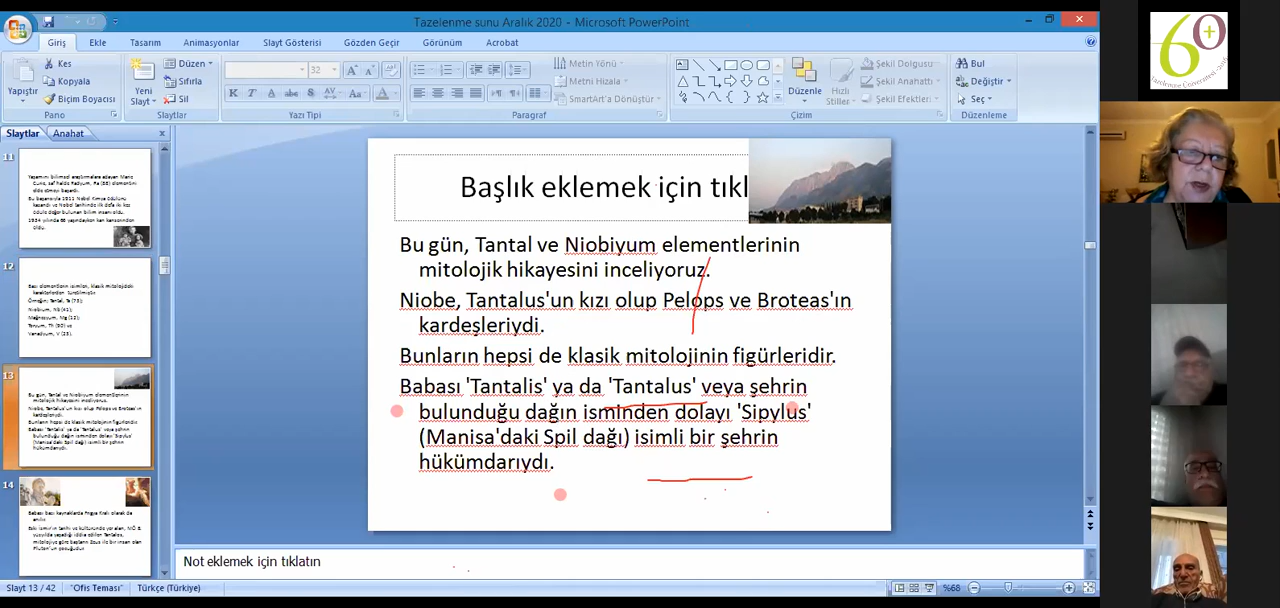 Tazelenme sunu Aralık 2020 - Microsoft PowerPoint
Giriş Ekle Tasarım Animasyonlar Slayt Gösterisi Gözden Geçir Görünüm Acrobat
Yapıştır
Kes
Kopyala
Biçim Boyacısı
Pano
Yeni
Slayt
Düzen
Sıfırla
Sil
Slaytlar
32
Yazı Tipi
Metin Yönü
Metni Hizala
SmartArt'a Dönüştür
Paragraf
Düzenle
Hızlı
Stiller
Şekil Dolgusu
Şekil Anahattı
Şekil Efektleri
Çizim
Bul
Değiştir
Seç
Düzenleme
Slaytlar Anahat
11
12
13
14
Başlık eklemek için tıkl
Bu gün, Tantal ve Niobiyum elementlerinin
mitolojik hikayesini inceliyoruz.
Niobe, Tantalus'un kızı olup Pelops ve Broteas'ın
kardeşleriydi.
Bunların hepsi de klasik mitolojinin figürleridir.
Babası 'Tantalis' ya da 'Tantalus' veya şehrin
bulunduğu dağın isminden dolayı 'Sipylus'
(Manisa'daki Spil dağı) isimli bir şehrin
hükümdarıydı.
Not eklemek için tıklatın
Slayt 13 / 42 "Ofis Teması" Türkçe (Türkiye) %68
60+